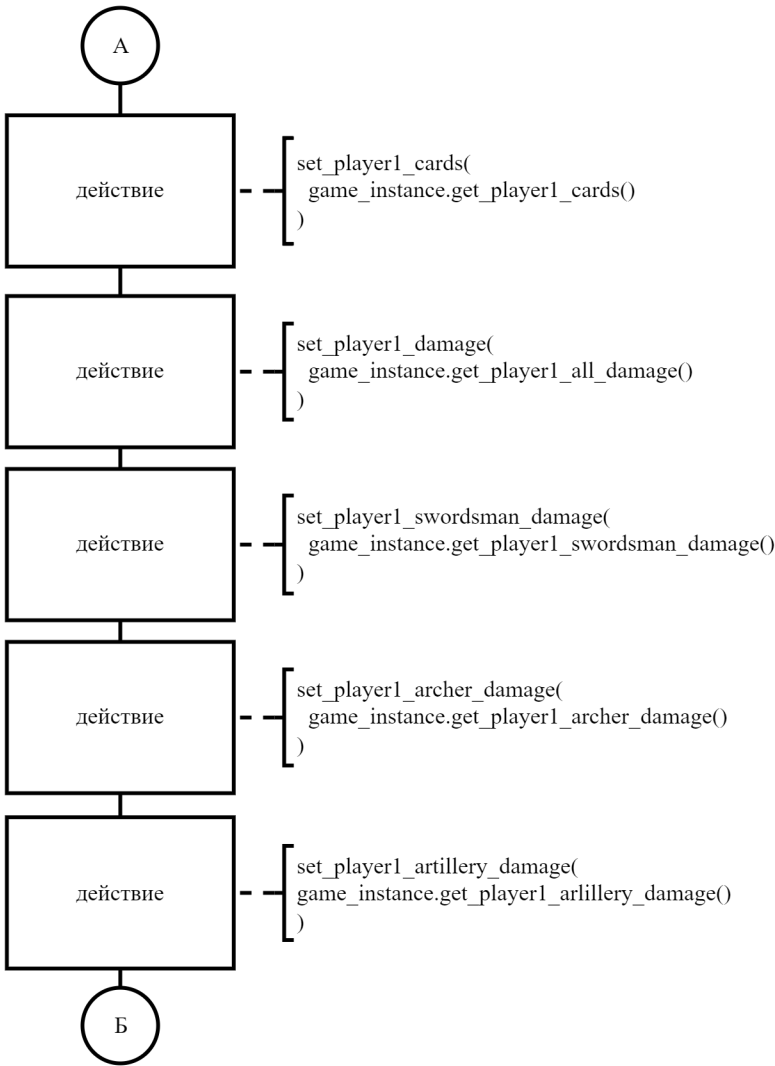 А
действие
set_player1_cards(
game_instance.get_player1_cards()
)
действие
set_player1_damage(
game_instance.get_player1_all_damage()
)
действие
set_player1_swordsman_damage(
game_instance.get_player1_swordsman_damage()
)
действие
set_player1_archer_damage(
game_instance.get_player1_archer_damage()
)
действие
set_player1_artillery_damage(
game_instance.get_player1_arlillery_damage()
)
Б